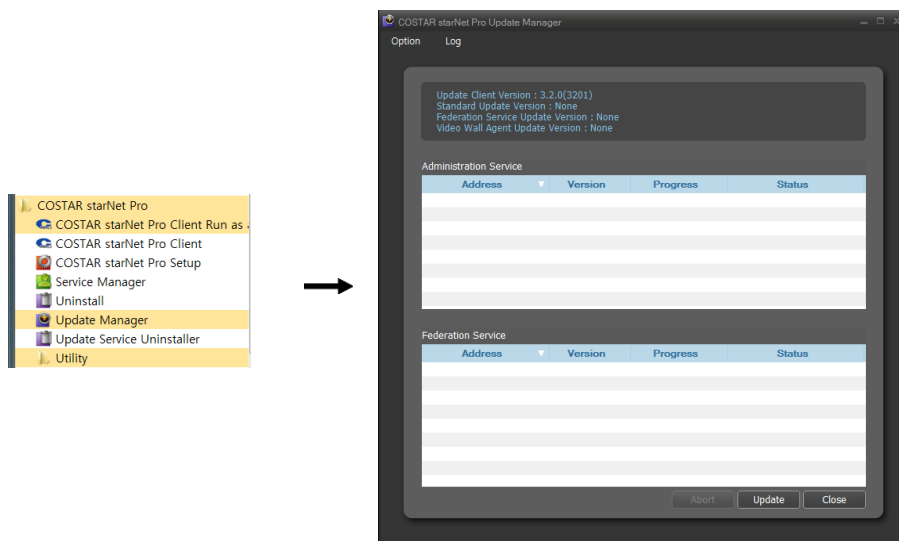 COSTAR starNet Pro
COSTAR starNet Pro Client Run as
COSTAR starNet Pro Client
COSTAR starNet Pro Setup
Service Manager
Uninstall
Update Manager
Update Service Uninstaller
Utility
COSTAR starNet Pro Update Manager
Option Log
Update Client Version : 3.2.0(3201)
Standard Update Version : None
Federation Service Update Version : None
Video Wall Agent Update Version : None
Administration Service
Address Version Progress Status
Federation Service
Address Version Progress Status
Abort Update Close